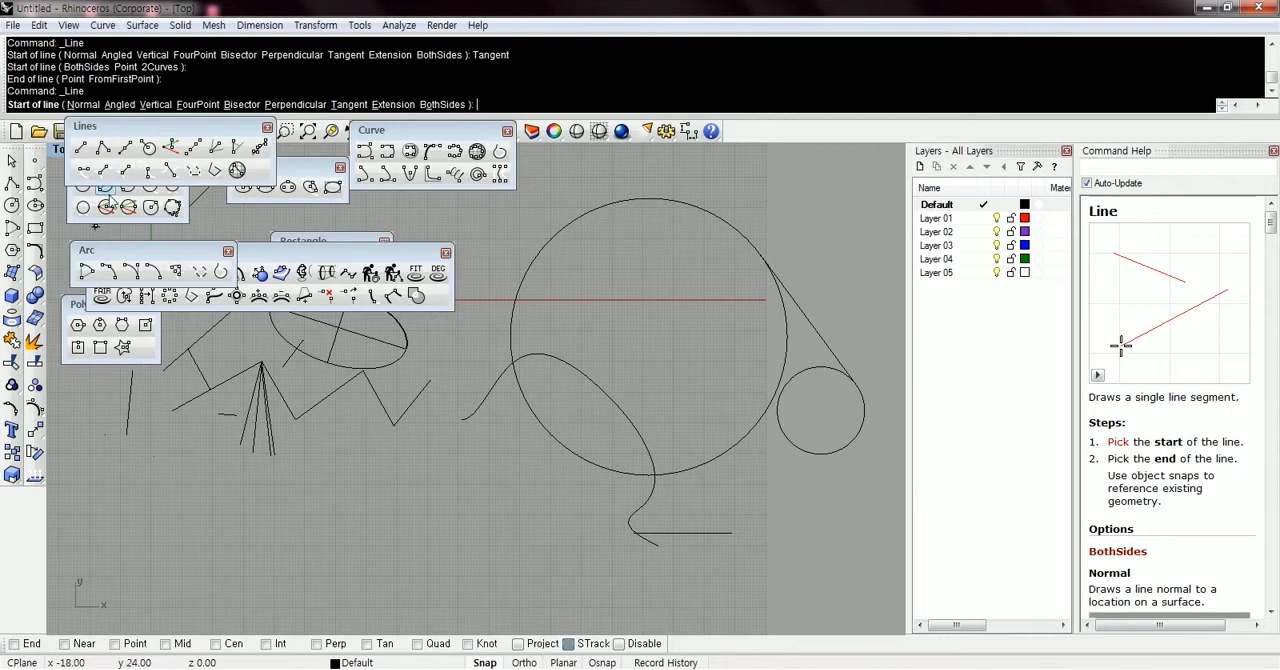 Untitled - Rhinoceros (Corporate) - [Top]
File Edit View Curve Surface Solid Mesh Dimension Transform Tools Analyze Render Help
Command: _Line
Start of line ( Normal Angled Vertical FourPoint Bisector Perpendicular Tangent Extension BothSides ): Tangent
Start of line ( BothSides Point 2Curves ):
End of line ( Point FromFirstPoint ):
Command: _Line
Start of line ( Normal Angled Vertical FourPoint Bisector Perpendicular Tangent Extension BothSides ):
Lines
Curve
Arc
FIT
DEG
FAIR
Layers - All Layers
Name
Default
Layer 01
Layer 02
Layer 03
Layer 04
Layer 05
Command Help
Auto-Update
Line
Draws a single line segment.
Steps:
1. Pick the start of the line.
2. Pick the end of the line.
Use object snaps to
reference existing
geometry.
Options
BothSides
Normal
Draws a line normal to a
location on a surface.
y
x
End Near Point Mid Cen Int Perp Tan Quad Knot Project STrack Disable
CPlane x -18.00 y 24.00 z 0.00 Default Snap Ortho Planar Osnap Record History